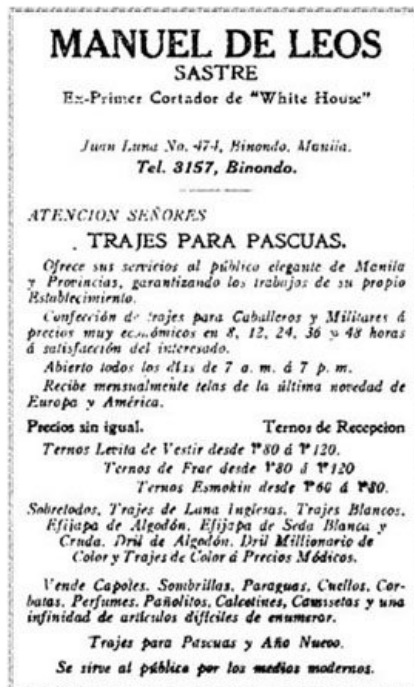 MANUEL DE LEOS
SASTRE
Ex-Primer Cortador de "White House"
Juan Luna No. 474, Binondo, Manila.
Tel. 3157, Binondo.
ATENCION SEÑORES
TRAJES PARA PASCUAS.
Ofrece sus servicios al público elegante de Manila
y Provincias, garantizando los trabajos de su propio
Establecimiento.
Confección de trajes para Caballeros y Militares á
precios muy económicos en 8, 12, 24, 36 y 48 horas
á satisfacción del interesado.
Abierto todos los dias de 7 a. m. á 7 p. m.
Recibe mensualmente telas de la última novedad de
Europa y América.
Precios sin igual. Ternos de Recepcion
Ternos Levita de Vestir desde ₱80 á ₱120.
Ternos de Frac desde ₱80 á ₱120
Ternos Esmokin desde ₱60 á ₱80.
Sobretodos, Trajes de Lana Inglesas, Trajes Blancos,
Efijapa de Algodón, Efijapa de Seda Blanca y
Cruda, Dril de Algodón, Dril Millionario de
Color y Trajes de Color á Precios Módicos.
Vende Capotes, Sombrillas, Paraguas, Cuellos, Cor-
batas, Perfumes, Pañolitos, Calcetines, Camisetas y una
infinidad de artículos difíciles de enumerar.
Trajes para Pascuas y Año Nuevo.
Se sirve al público por los medios modernos.